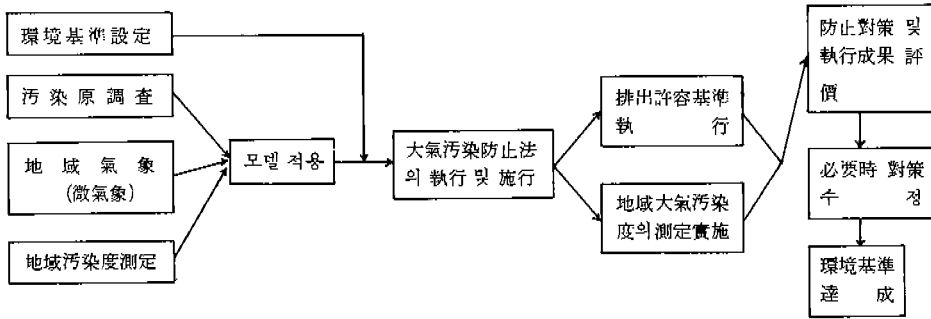 環境基準設定
汚染原調査
地域氣象
(微氣象)
地域汚染度測定
모델 적용
大氣汚染防止法
의 執行 및 施行
排出許容基準
執行
地域大氣汚染
度의 測定實施
防止對策 및
執行成果 評
價
必要時 對策
수정
環境基準
達成